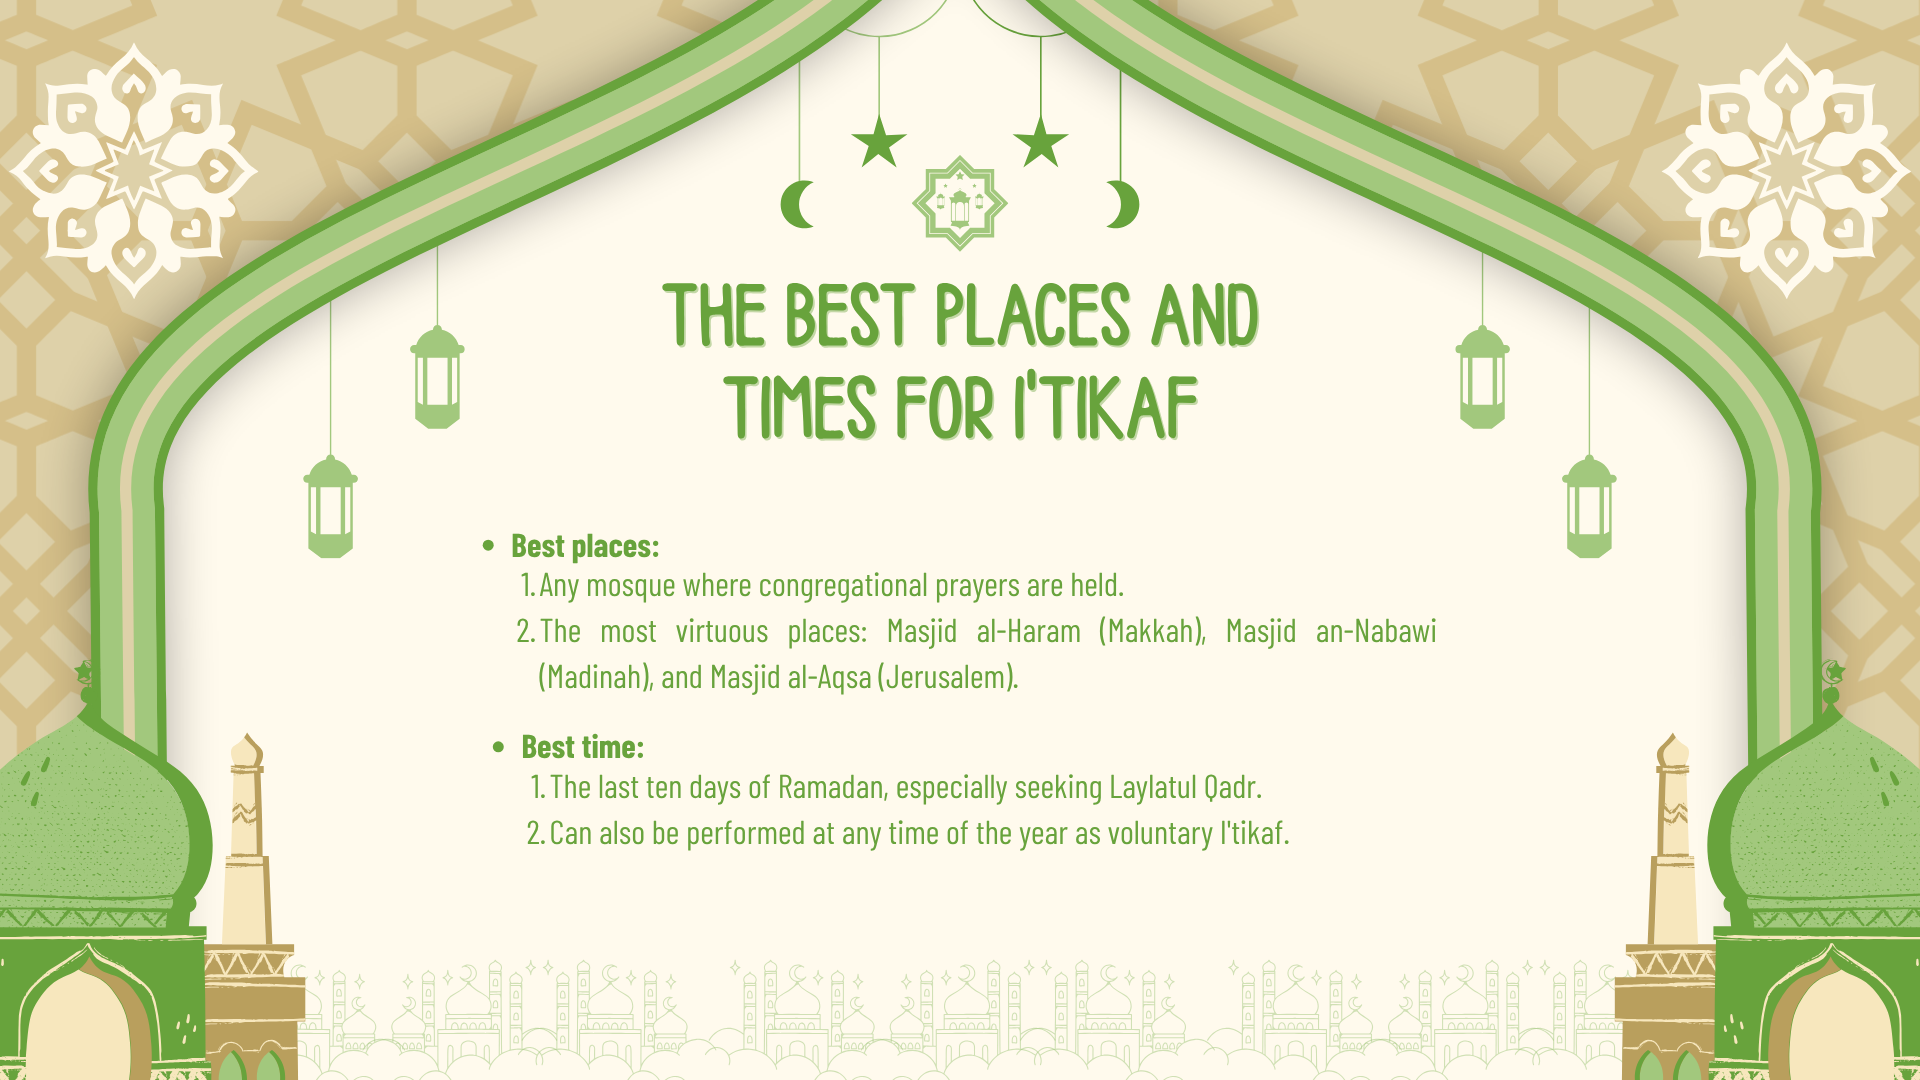 THE BEST PLACES AND
TIMES FOR I'TIKAF
• Best places:
1. Any mosque where congregational prayers are held.
2. The most virtuous places: Masjid al-Haram (Makkah), Masjid an-Nabawi
(Madinah), and Masjid al-Aqsa (Jerusalem).
• Best time:
1. The last ten days of Ramadan, especially seeking Laylatul Qadr.
2. Can also be performed at any time of the year as voluntary I'tikaf.